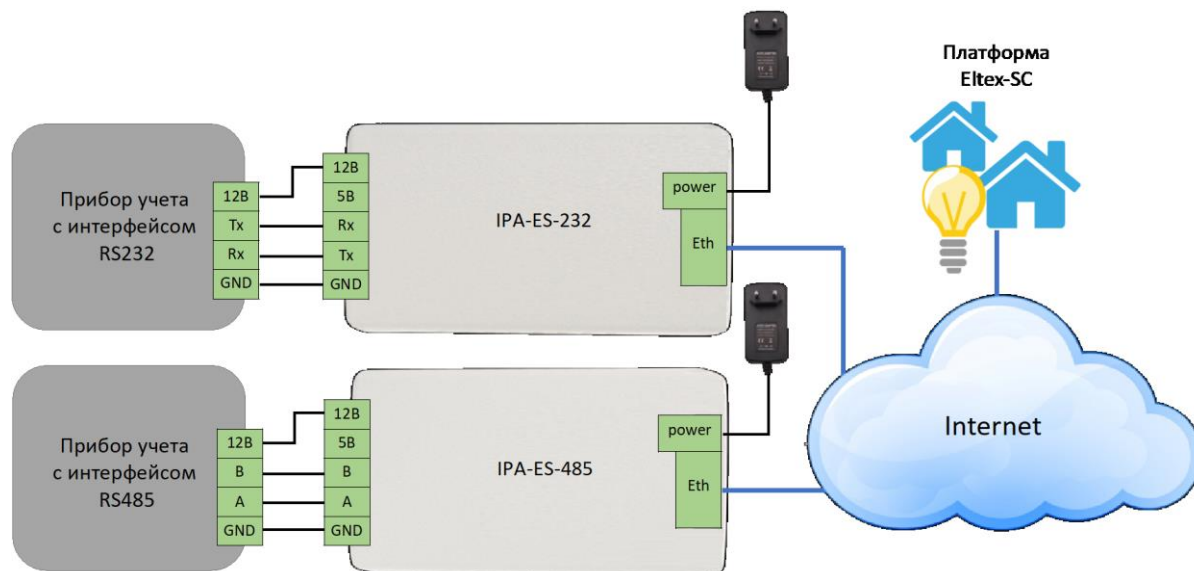 Платформа
Eltex-SC
Прибор учета
с интерфейсом
RS232
12В
Tx
Rx
GND
12В
5В
Rx
Tx
GND
IPA-ES-232
power
Eth
Прибор учета
с интерфейсом
RS485
12В
B
A
GND
12В
5В
B
A
GND
IPA-ES-485
power
Eth
Internet